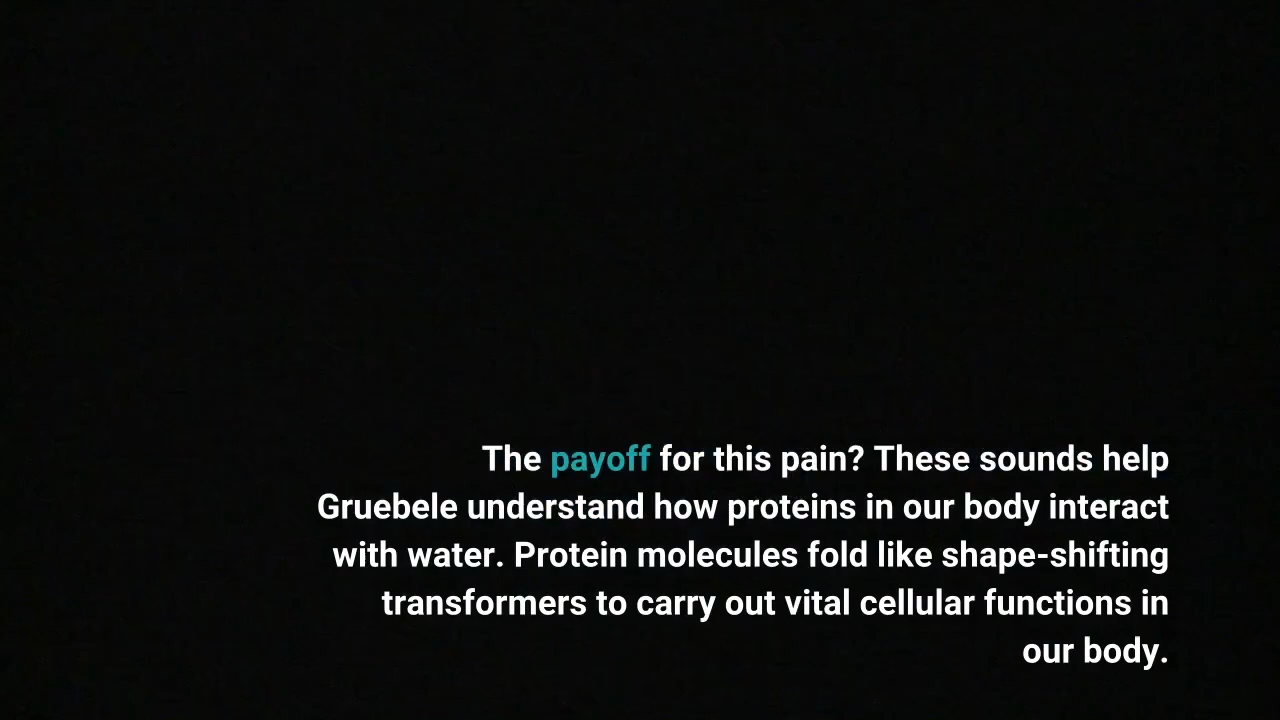 The payoff for this pain? These sounds help
Gruebele understand how proteins in our body interact
with water. Protein molecules fold like shape-shifting
transformers to carry out vital cellular functions in
our body.